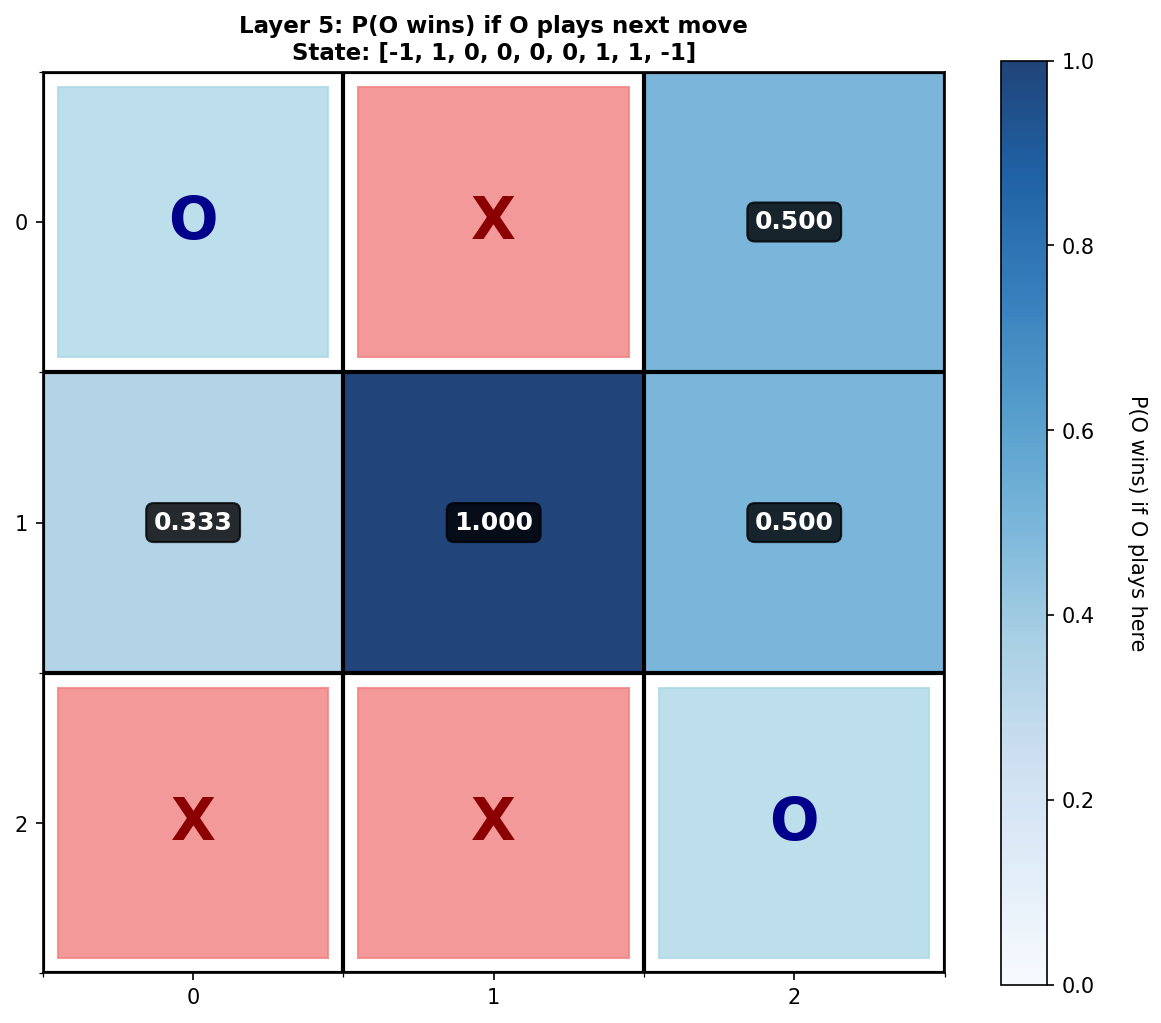 Layer 5: P(O wins) if O plays next move
State: [-1, 1, 0, 0, 0, 0, 1, 1, -1]
O X 0.500
0.333 1.000 0.500
X X O
0
1
2
0 1 2
1.0
0.8
0.6
0.4
0.2
0.0
P(O wins) if O plays here